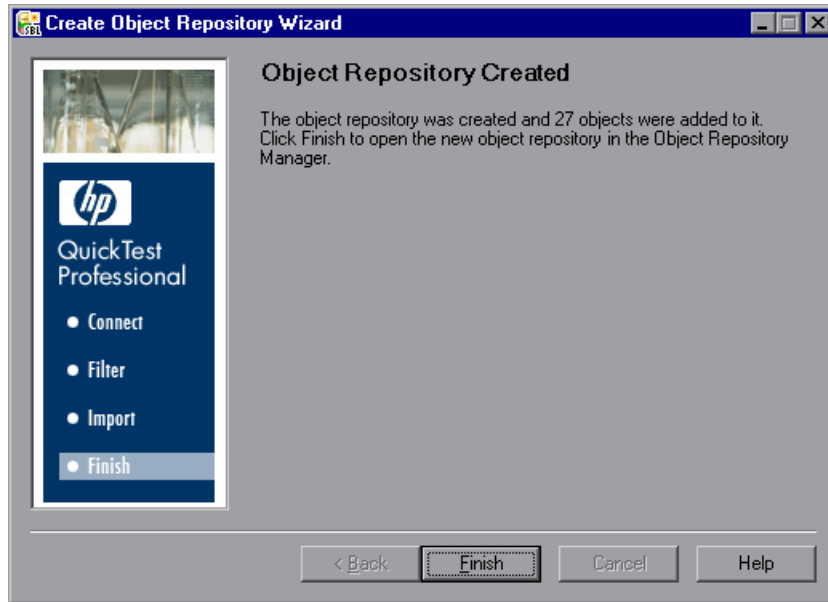 SBL
Create Object Repository Wizard
hp
QuickTest
Professional
Connect
Filter
Import
Finish
Object Repository Created
The object repository was created and 27 objects were added to it.
Click Finish to open the new object repository in the Object Repository
Manager.
< Back
Finish
Cancel
Help